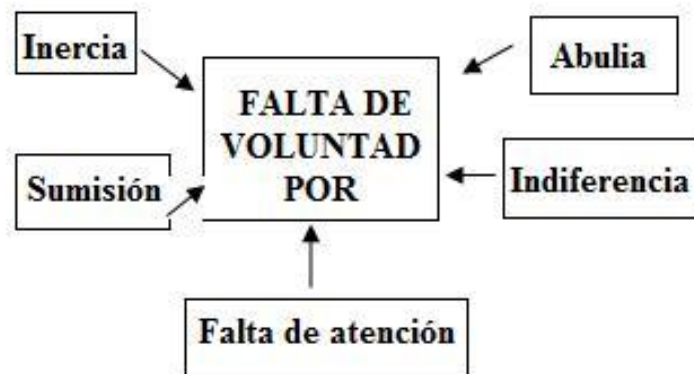 Inercia
Abulia
FALTA DE
VOLUNTAD
POR
Sumisión
Indiferencia
Falta de atención